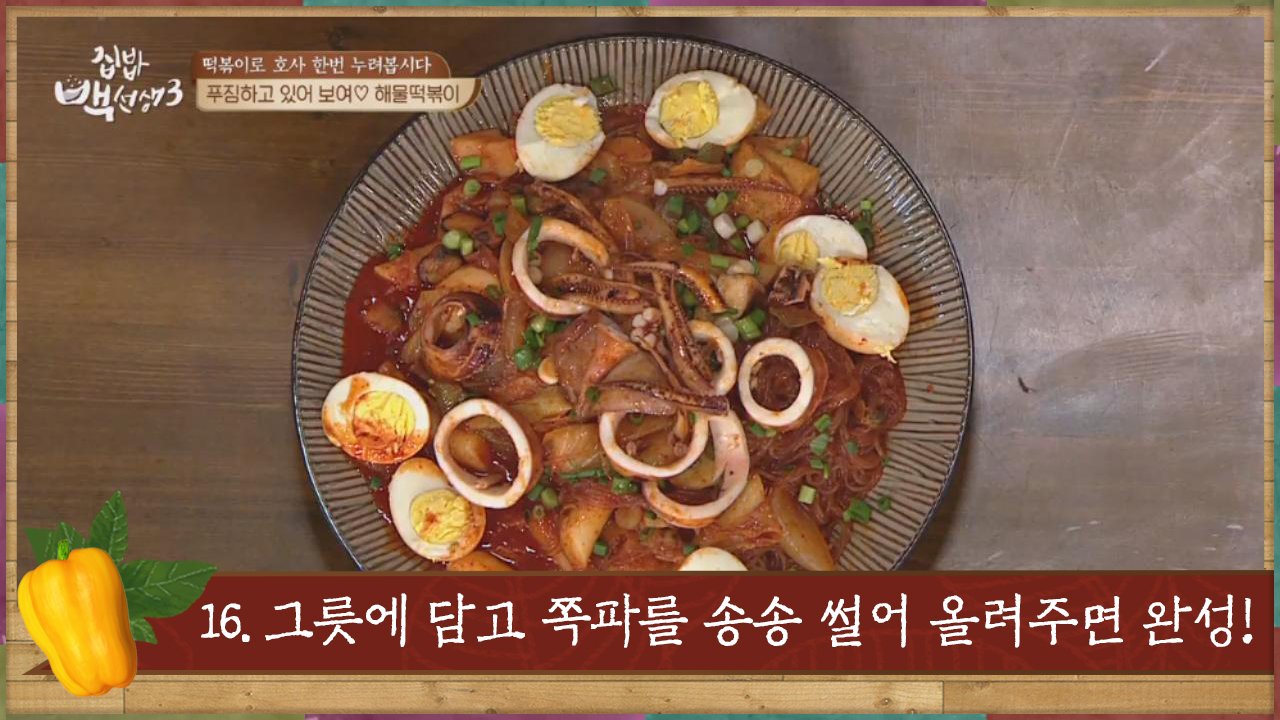 집밥
백선생3
떡볶이로 호사 한번 누려봅시다
푸짐하고 있어 보여♡ 해물떡볶이
16. 그릇에 담고 쪽파를 송송 썰어 올려주면 완성!